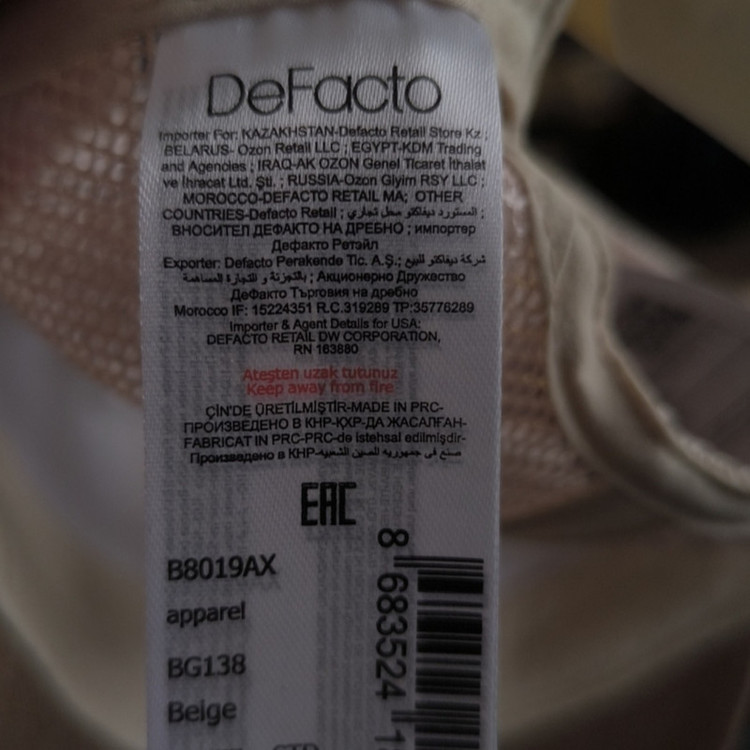 DeFacto
Importer For: KAZAKHSTAN-Defacto Retail Store Kz ;
BELARUS- Ozon Retail LLC ; EGYPT-KDM Trading
and Agencies ; IRAQ-AK OZON Genel Ticaret İthalat
ve İhracat Ltd. Şti. ; RUSSIA-Ozon Giyim RSY LLC ;
MOROCCO-DEFACTO RETAIL MA; OTHER
COUNTRIES-Defacto Retail ; المستورد ديفاكتو محل تجاري ;
ВНОСИТЕЛ ДЕФАКТО НА ДРЕБНО ; импортер
Дефакто Ретэйл
Exporter: Defacto Perakende Tic. A.Ş.; شركة ديفاكتو للبيع
بالتجزئة و التجارة المساهمة ; Акционерно Дружество
ДеФакто Търговия на дребно
Morocco IF: 15224351 R.C.319289 TP:35776289
Importer & Agent Details for USA:
DEFACTO RETAIL DW CORPORATION,
RN 163880
Ateşten uzak tutunuz
Keep away from fire
ÇİN'DE ÜRETİLMİŞTİR-MADE IN PRC-
ПРОИЗВЕДЕНО В КНР-ҚХР-ДА ЖАСАЛҒАН-
FABRICAT IN PRC-PRC-de istehsal edilmişdir-
Произведено в КНР-صنع في جمهورية الصين الشعبية-
EAC
B8019AX
apparel
BG138
Beige
8 683524 1